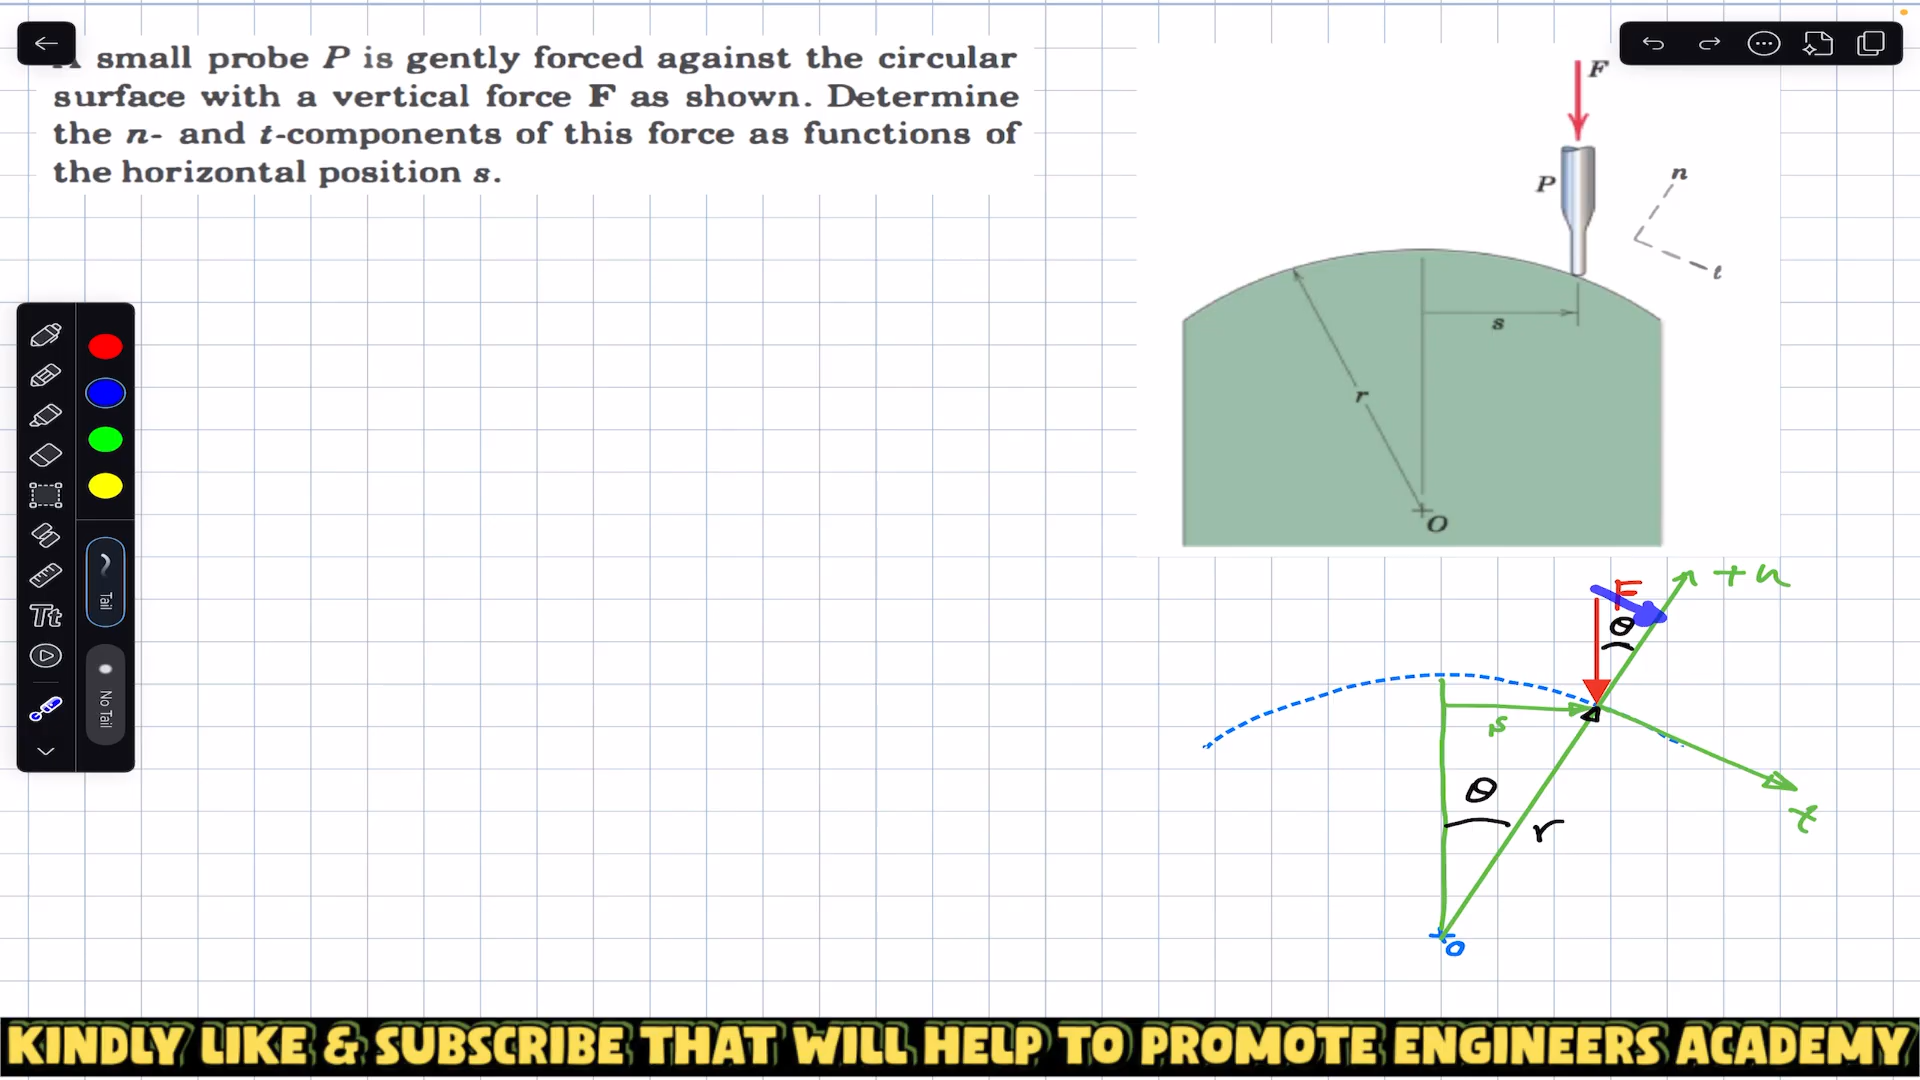 small probe P is gently forced against the circular
surface with a vertical force F as shown. Determine
the n- and t-components of this force as functions of
the horizontal position s.
F
P
n
t
s
r
O
Tt
Tail
No Tail
+n
F
θ
s
θ
r
t
O
KINDLY LIKE & SUBSCRIBE THAT WILL HELP TO PROMOTE ENGINEERS ACADEMY